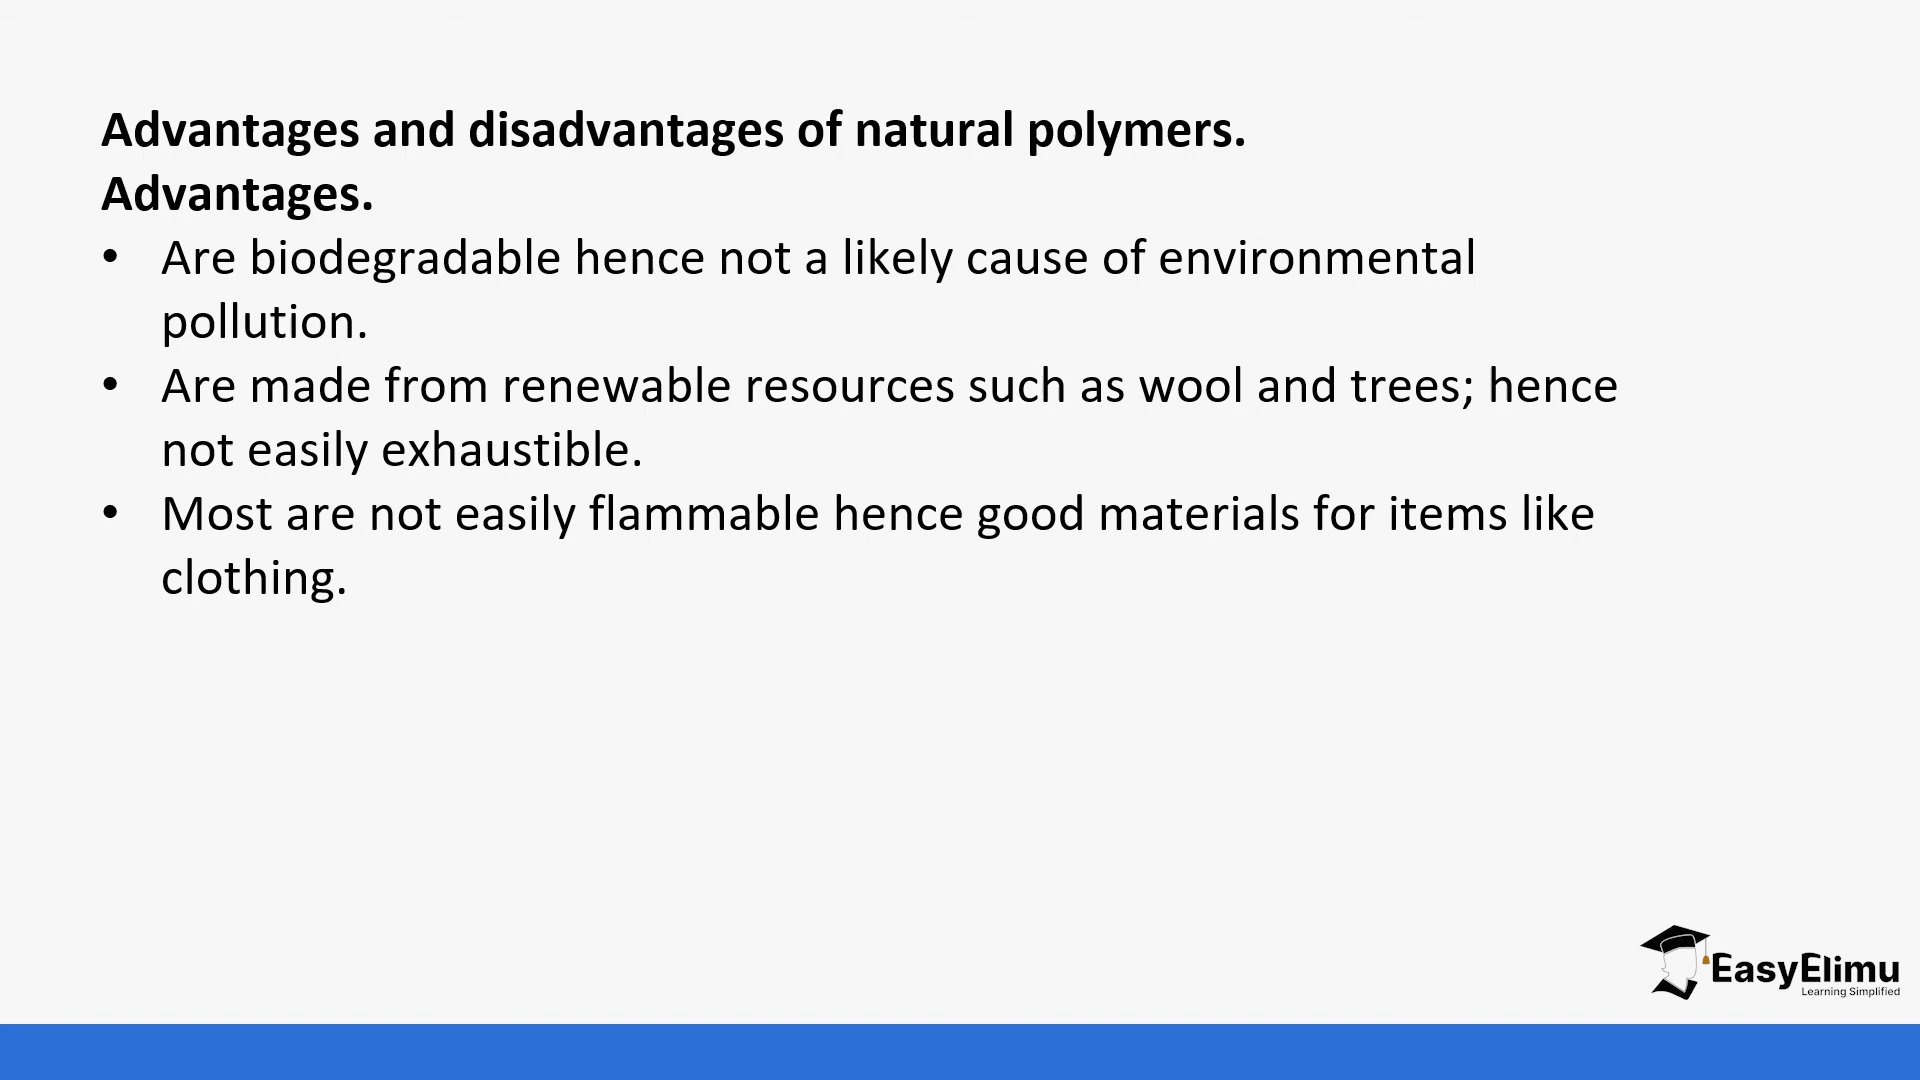 Advantages and disadvantages of natural polymers.
Advantages.
• Are biodegradable hence not a likely cause of environmental
pollution.
• Are made from renewable resources such as wool and trees; hence
not easily exhaustible.
• Most are not easily flammable hence good materials for items like
clothing.
EasyElimu
Learning Simplified